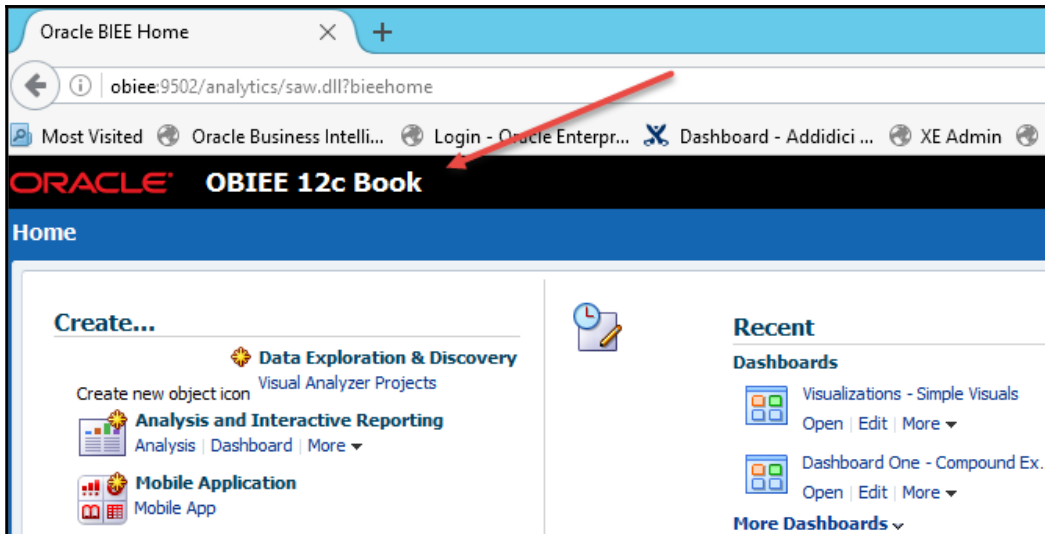 Oracle BIEE Home
obiee:9502/analytics/saw.dll?bieehome
Most Visited Oracle Business Intelli... Login - Oracle Enterpr... Dashboard - Addidici ... XE Admin
ORACLE OBIEE 12c Book
Home
Create...
Data Exploration & Discovery
Create new object icon Visual Analyzer Projects
Analysis and Interactive Reporting
Analysis | Dashboard | More
Mobile Application
Mobile App
Recent
Dashboards
Visualizations - Simple Visuals
Open | Edit | More
Dashboard One - Compound Ex.
Open | Edit | More
More Dashboards